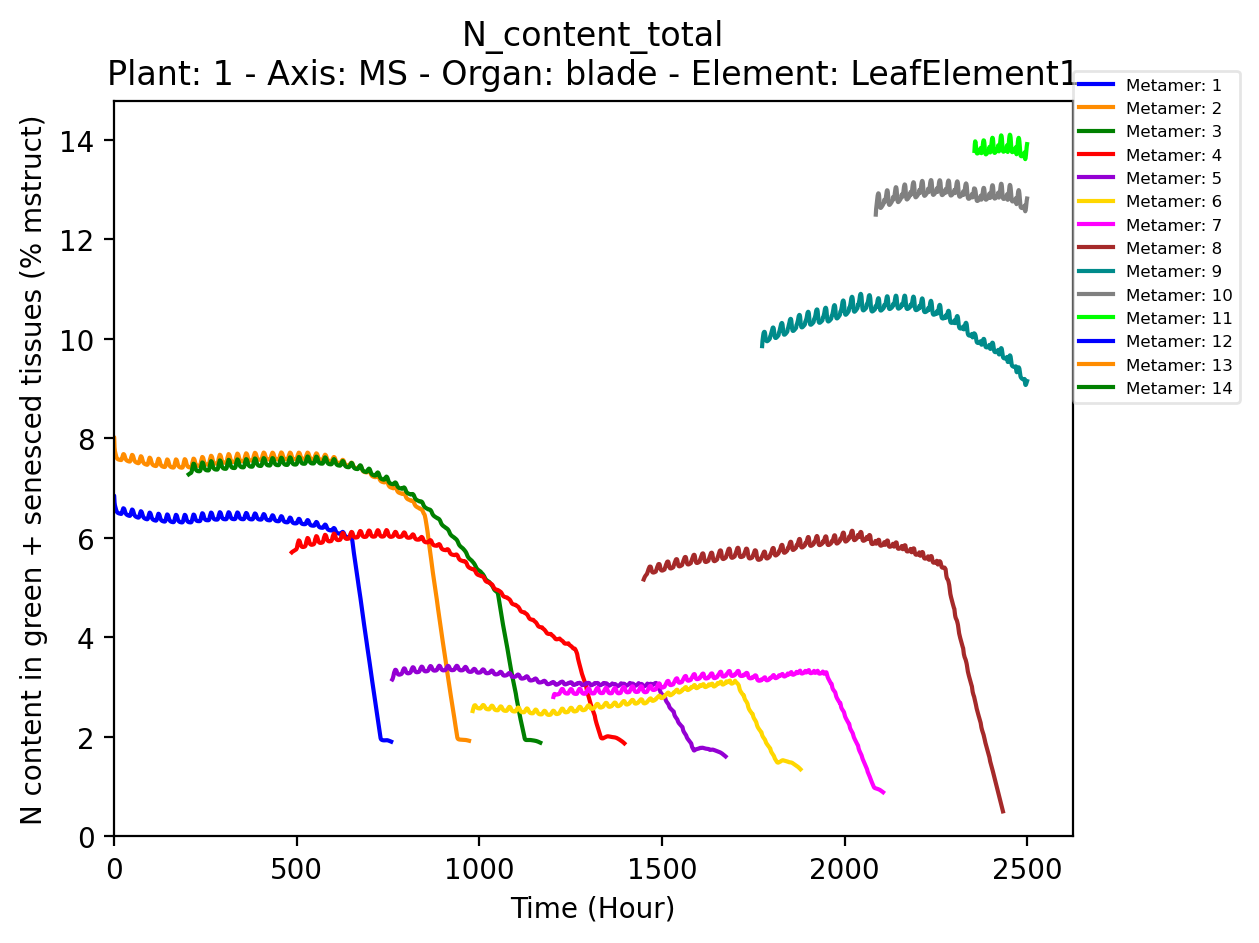 N_content_total
Plant: 1 - Axis: MS - Organ: blade - Element: LeafElement1
N content in green + senesced tissues (% mstruct)
14
12
10
8
6
4
2
0
0 500 1000 1500 2000 2500
Time (Hour)
Metamer: 1
Metamer: 2
Metamer: 3
Metamer: 4
Metamer: 5
Metamer: 6
Metamer: 7
Metamer: 8
Metamer: 9
Metamer: 10
Metamer: 11
Metamer: 12
Metamer: 13
Metamer: 14